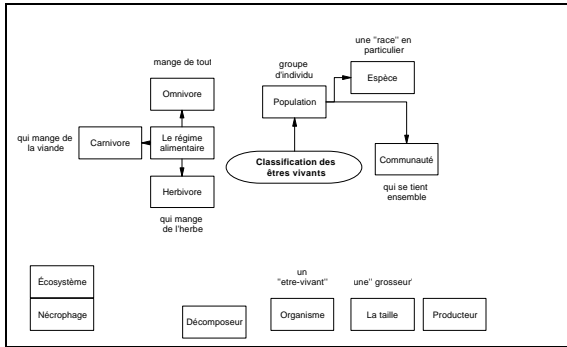 une "race" en
particulier
groupe
d'individu
mange de tout
Espèce
Omnivore
Population
qui mange de
la viande
Carnivore
Le régime
alimentaire
Classification des
êtres vivants
Communauté
Herbivore
qui se tient
ensemble
qui mange
de l'herbe
Écosystème
Nécrophage
un
"etre-vivant"
une" grosseur'
Décomposeur
Organisme
La taille
Producteur